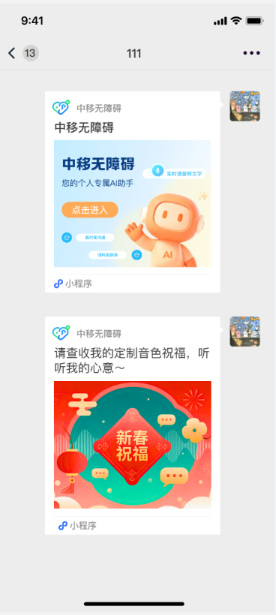 9:41
13
111
中移无障碍
中移无障碍
中移无障碍
您的个人专属AI助手
实时语音转文字
点击进入
AI
小程序
中移无障碍
请查收我的定制音色祝福，听
听我的心意～
新春
祝福
小程序